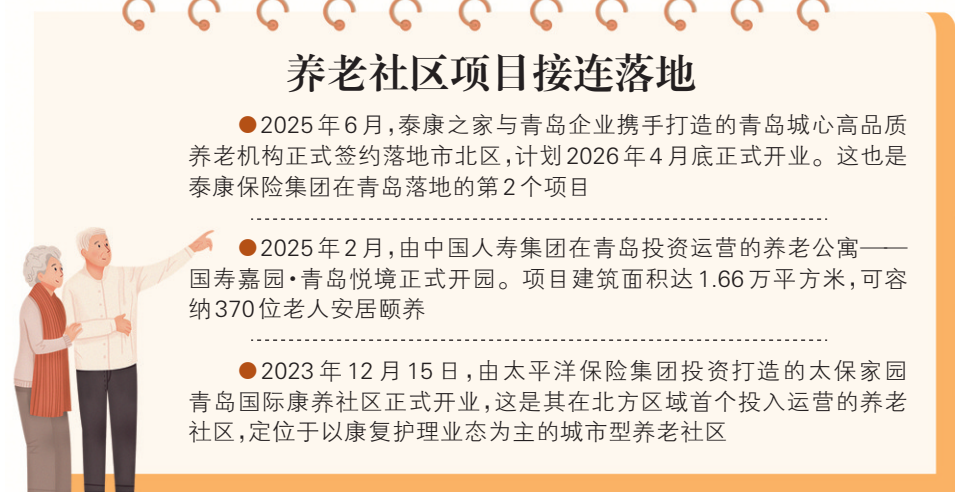 养老社区项目接连落地
●2025年6月，泰康之家与青岛企业携手打造的青岛城心高品质
养老机构正式签约落地市北区，计划2026年4月底正式开业。这也是
泰康保险集团在青岛落地的第2个项目
●2025年2月，由中国人寿集团在青岛投资运营的养老公寓——
国寿嘉园·青岛悦境正式开园。项目建筑面积达1.66万平方米，可容
纳370位老人安居颐养
●2023年12月15日，由太平洋保险集团投资打造的太保家园
青岛国际康养社区正式开业，这是其在北方区域首个投入运营的养老
社区，定位于以康复护理业态为主的城市型养老社区